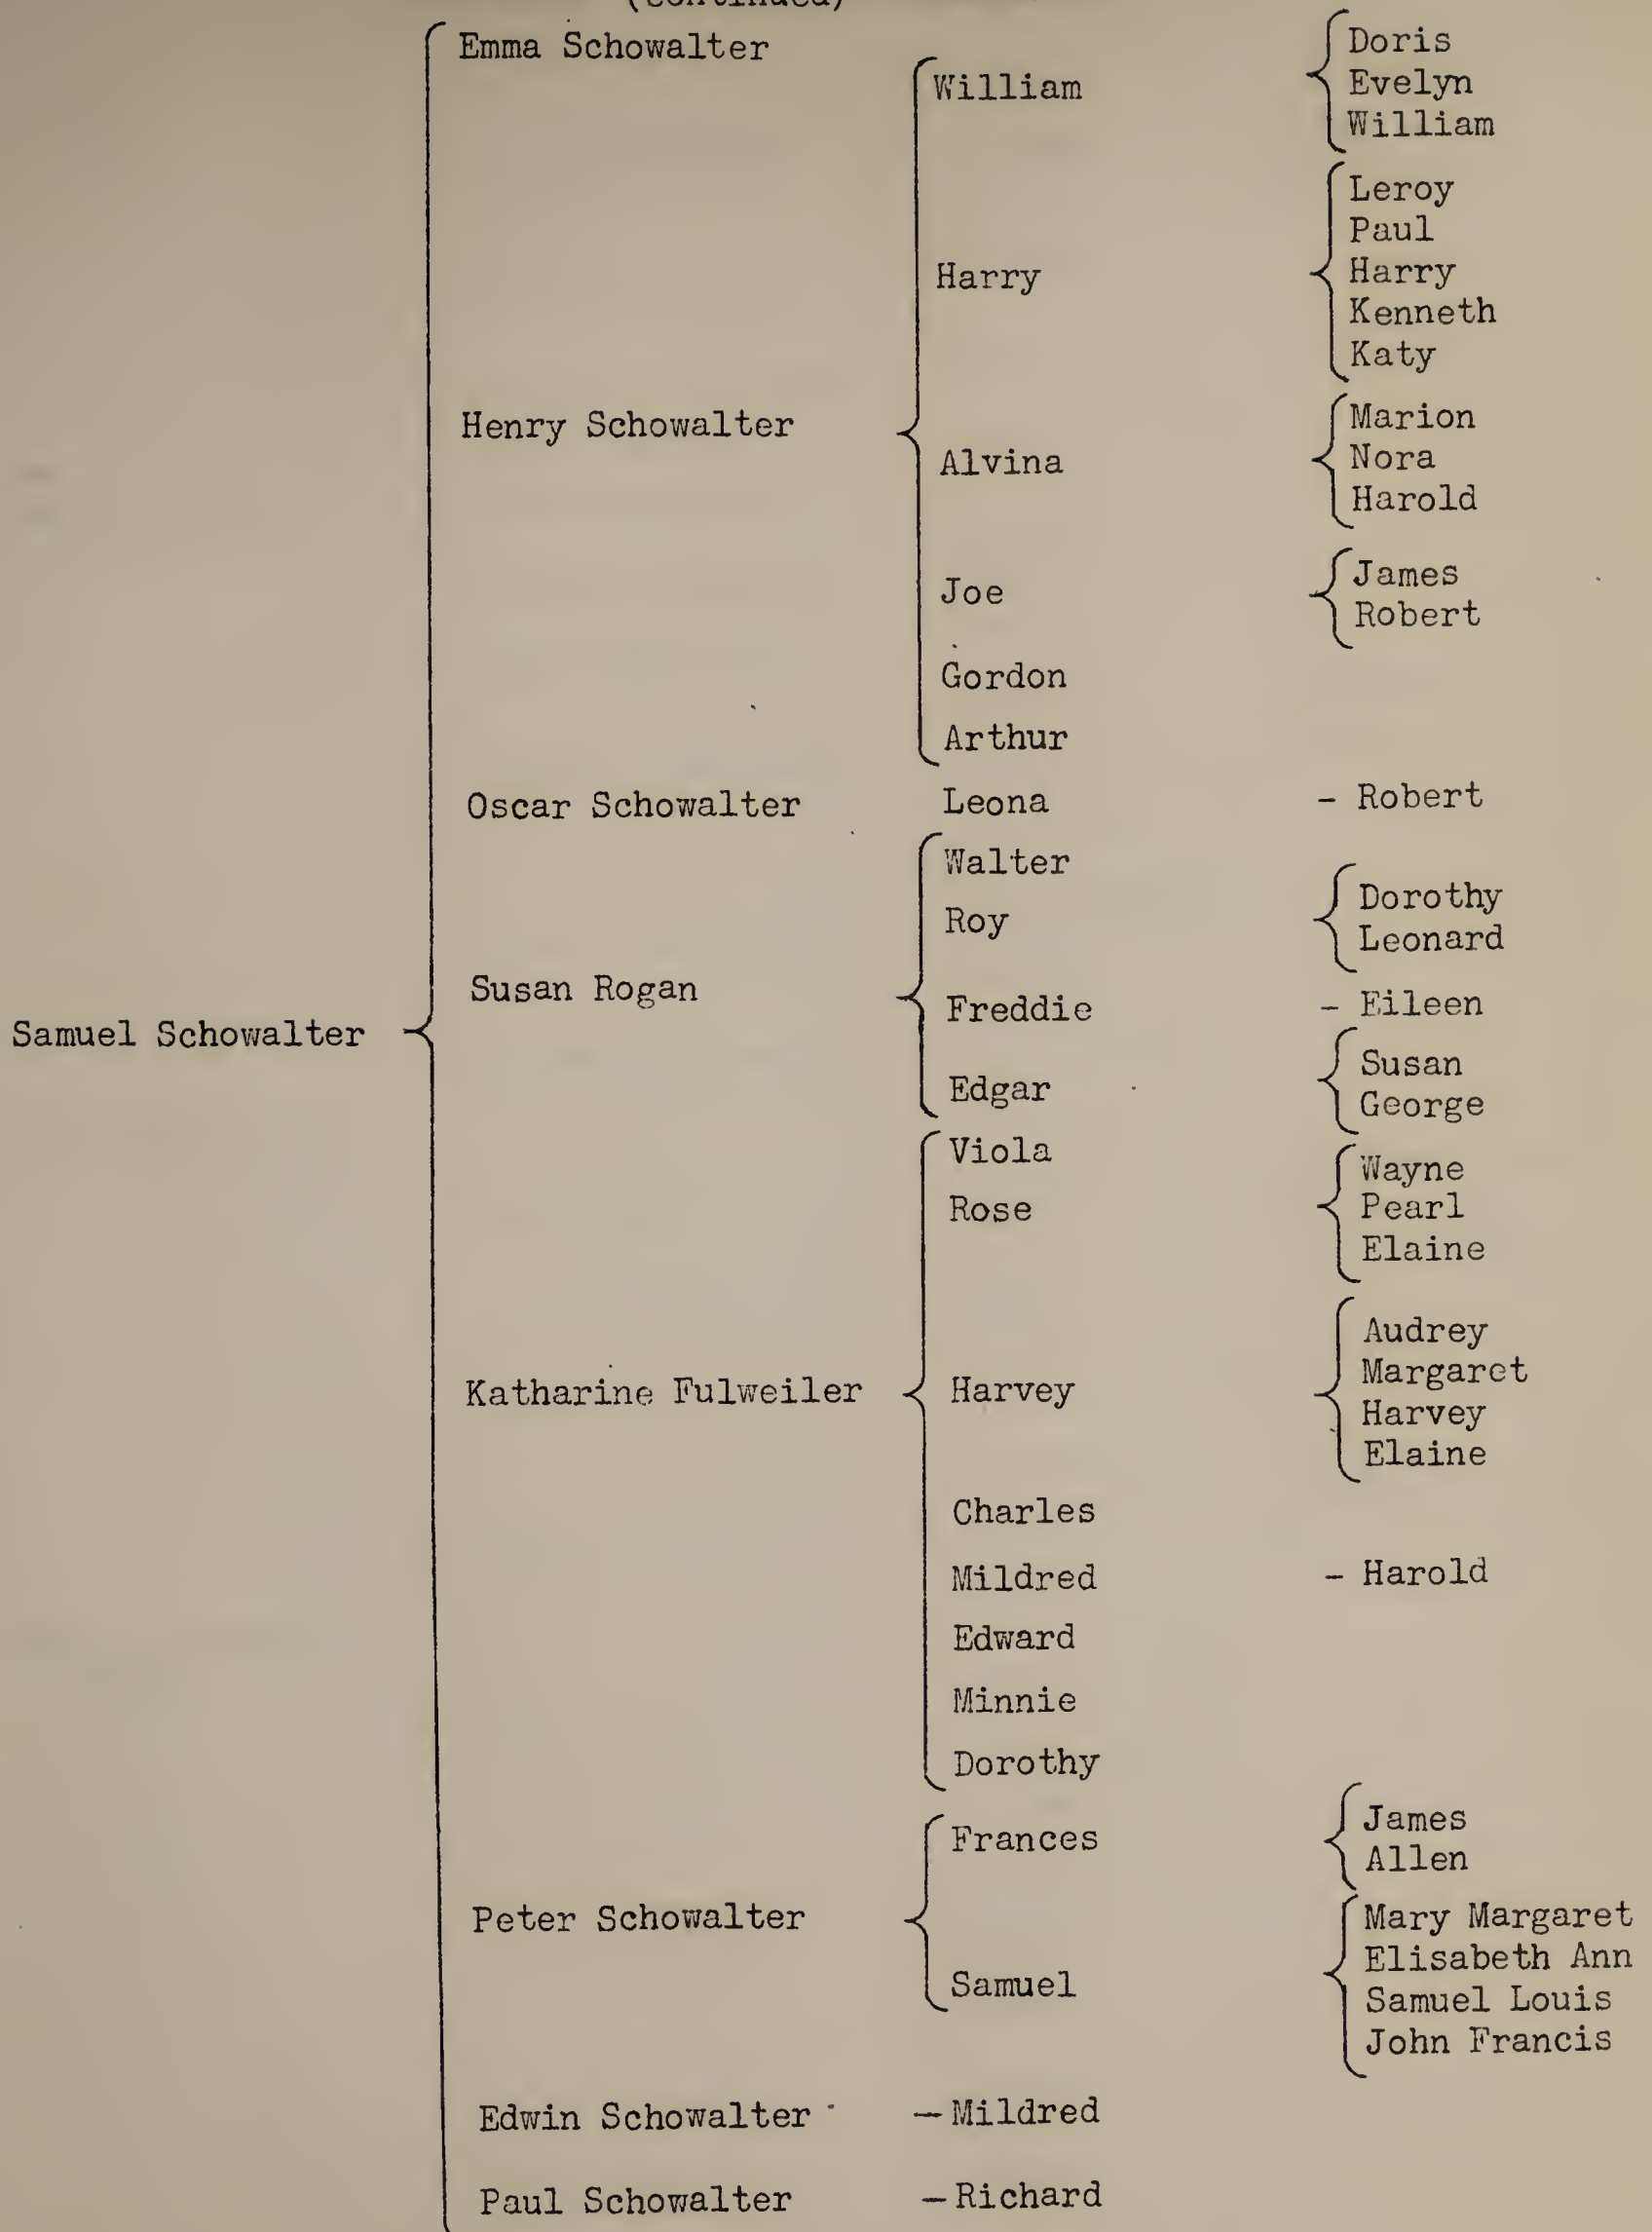 (continued)
Emma Schowalter
William
Doris
Evelyn
William
Harry
Leroy
Paul
Harry
Kenneth
Katy
Henry Schowalter
Alvina
Marion
Nora
Harold
Joe
James
Robert
Gordon
Arthur
Oscar Schowalter Leona - Robert
Walter
Roy
Dorothy
Leonard
Susan Rogan
Freddie - Eileen
Samuel Schowalter
Edgar
Susan
George
Viola
Rose
Wayne
Pearl
Elaine
Katharine Fulweiler
Harvey
Audrey
Margaret
Harvey
Elaine
Charles
Mildred - Harold
Edward
Minnie
Dorothy
Frances
James
Allen
Peter Schowalter
Samuel
Mary Margaret
Elisabeth Ann
Samuel Louis
John Francis
Edwin Schowalter - Mildred
Paul Schowalter - Richard